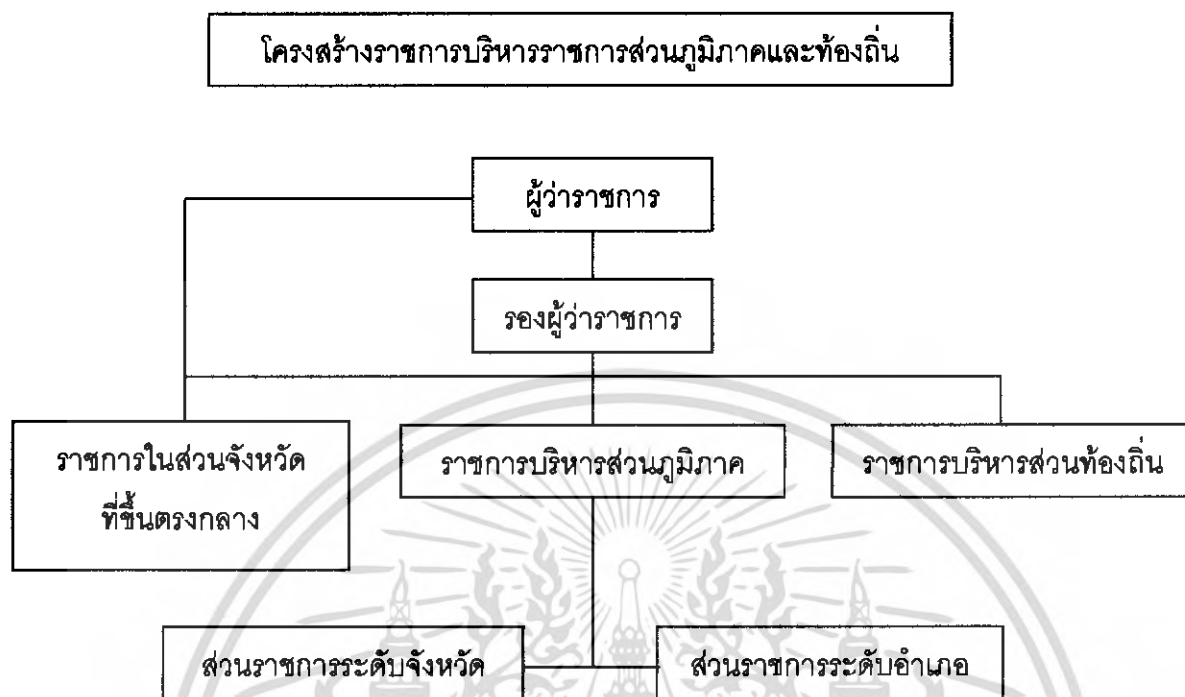 โครงสร้างราชการบริหารราชการส่วนภูมิภาคและท้องถิ่น
ผู้ว่าราชการ
รองผู้ว่าราชการ
ราชการในส่วนจังหวัด
ที่ขึ้นตรงกลาง
ราชการบริหารส่วนภูมิภาค
ราชการบริหารส่วนท้องถิ่น
ส่วนราชการระดับจังหวัด
ส่วนราชการระดับอำเภอ